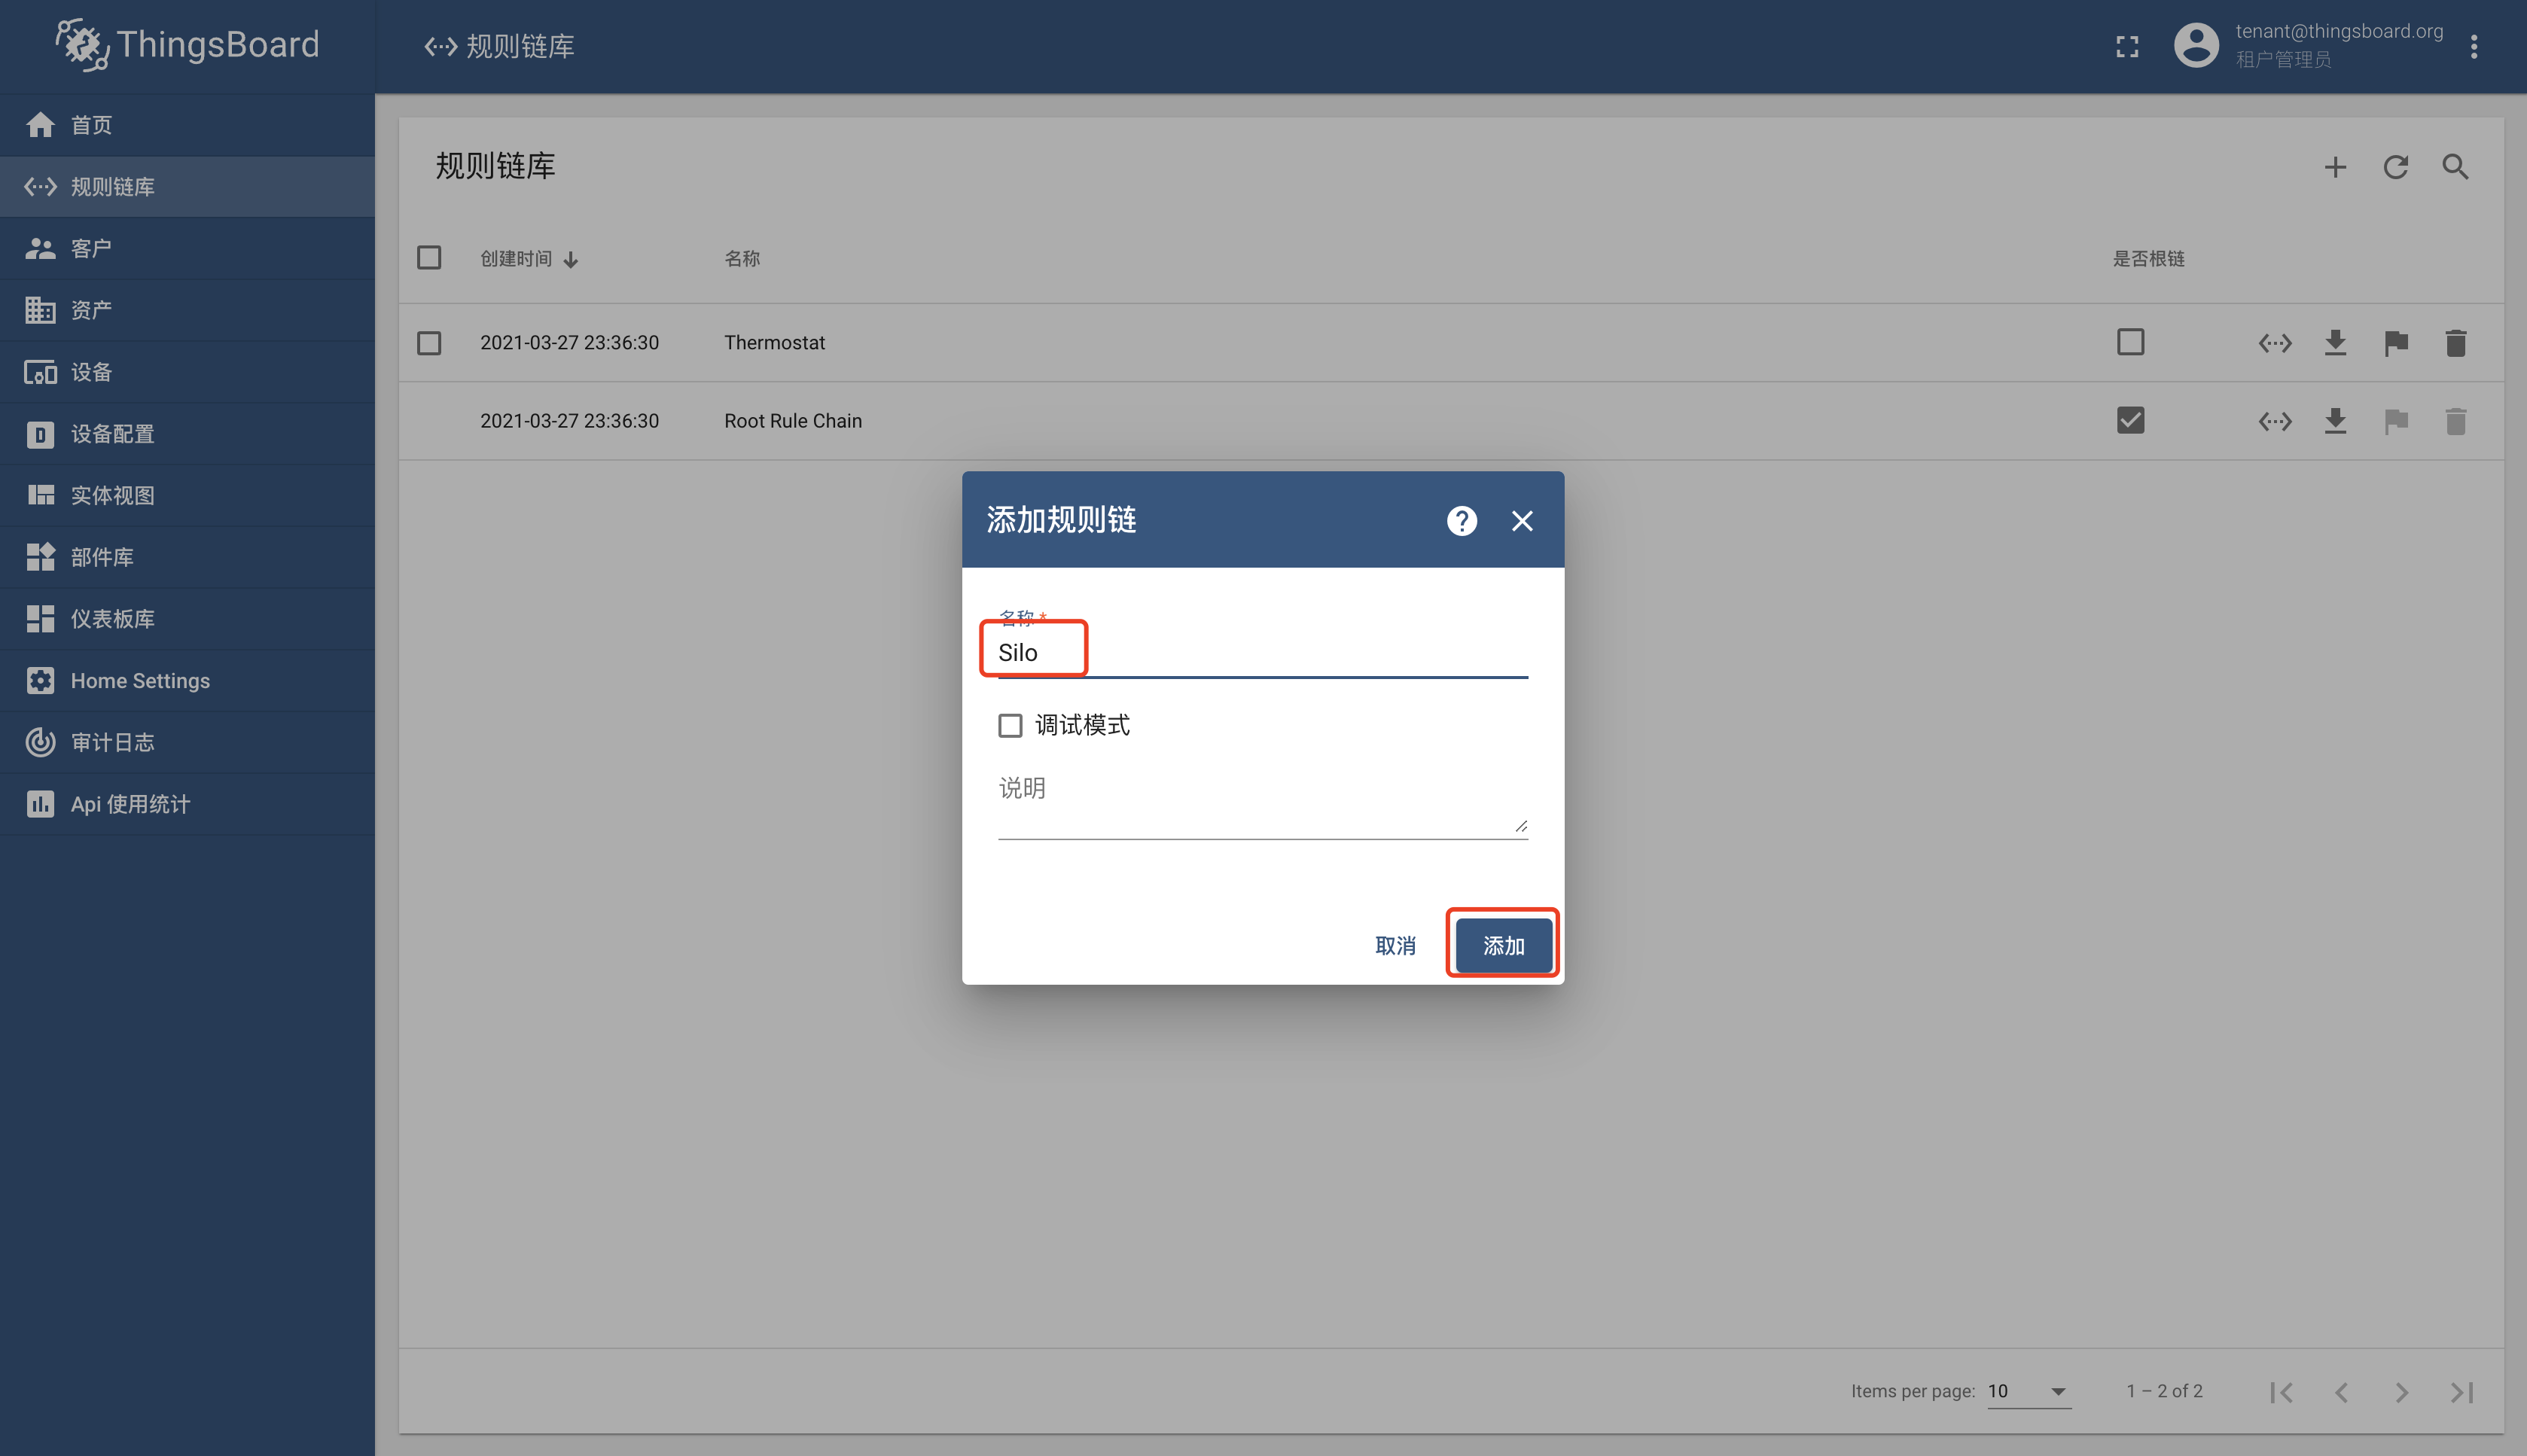 ThingsBoard
规则链库
tenant@thingsboard.org
租户管理员
首页
规则链库
客户
资产
设备
设备配置
实体视图
部件库
仪表板库
Home Settings
审计日志
Api 使用统计
规则链库
创建时间 名称 是否根链
2021-03-27 23:36:30 Thermostat
2021-03-27 23:36:30 Root Rule Chain
添加规则链
名称 *
Silo
调试模式
说明
取消 添加
Items per page: 10 1 – 2 of 2